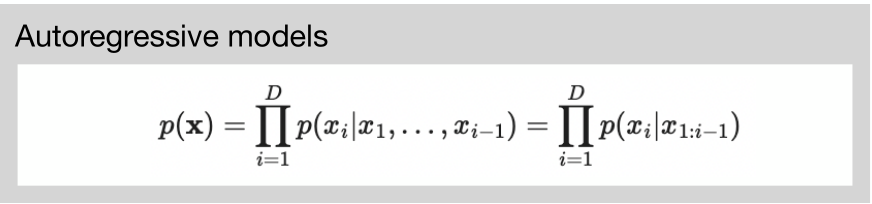 Autoregressive models
p(𝐱) = ∏_{i=1}^{D} p(x_i|x_1, . . . , x_{i−1}) = ∏_{i=1}^{D} p(x_i|x_{1:i−1})